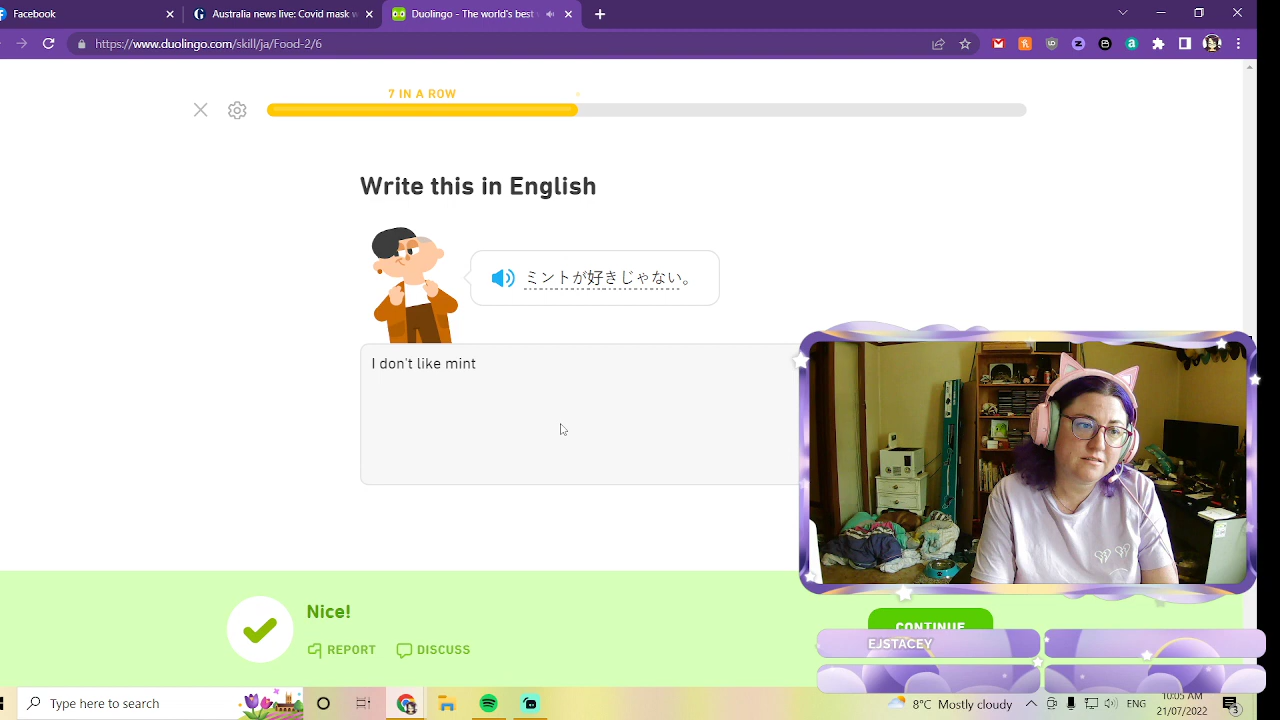 Facebook
Australia news live: Covid mask w
Duolingo - The world's best
https://www.duolingo.com/skill/ja/Food-2/6
7 IN A ROW
Write this in English
ミントが好きじゃない。
I don't like mint
Nice!
REPORT
DISCUSS
CONTINUE
EJSTACEY
Type here to search
8°C Mostly cloudy
ENG
10:05 AM
21/07/2022